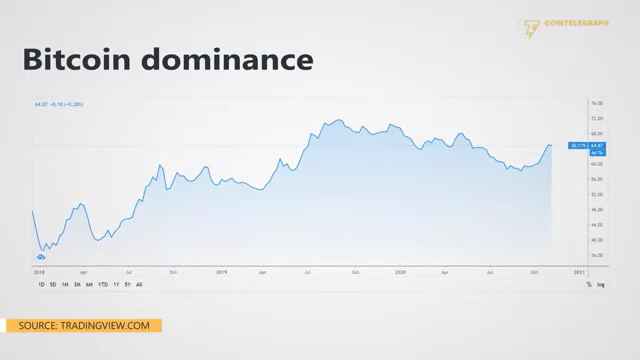 COINTELEGRAPH
Bitcoin dominance
64.87 -0.18 (-0.28%)
76.00
72.00
68.00
64.87
60.00
56.00
52.00
48.00
44.00
40.00
36.00
2018 Apr Jul Oct 2019 Apr Jul Oct 2020 Apr Jul Oct 2021
1D 5D 1M 3M 6M YTD 1Y 5Y All % log
SOURCE: TRADINGVIEW.COM